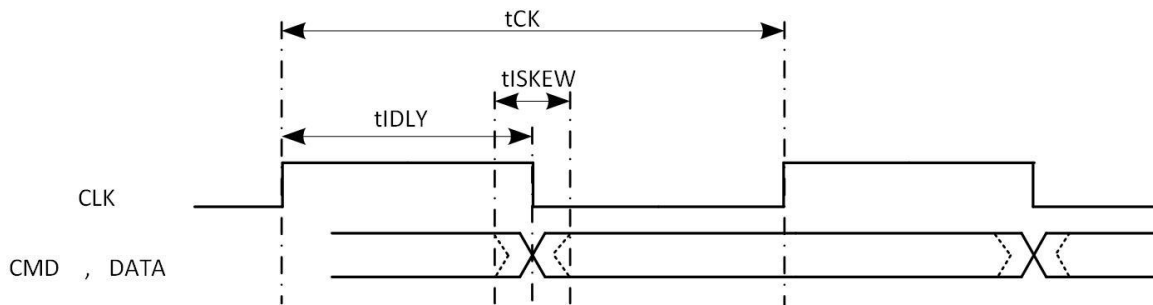 tCK
tISKEW
tIDLY
CLK
CMD , DATA